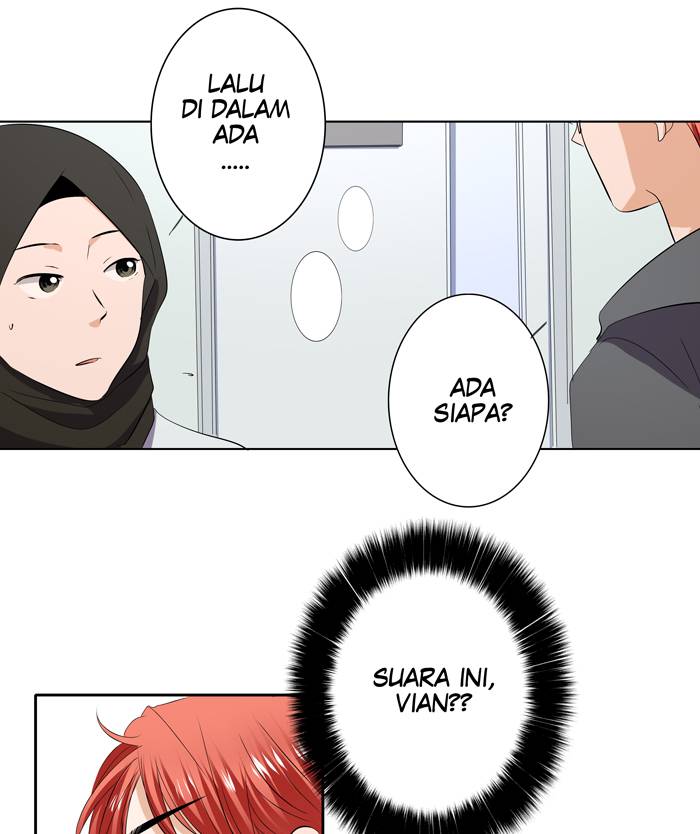 LALU
DI DALAM
ADA
.....
ADA
SIAPA?
SUARA INI,
VIAN??